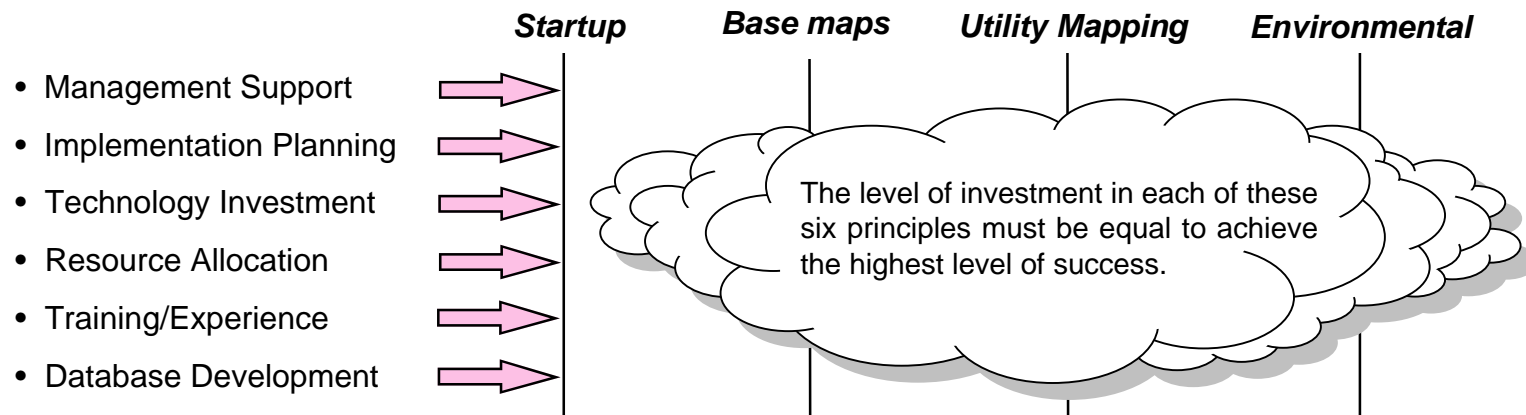 Startup Base maps Utility Mapping Environmental
• Management Support
• Implementation Planning
• Technology Investment
• Resource Allocation
• Training/Experience
• Database Development
The level of investment in each of these
six principles must be equal to achieve
the highest level of success.